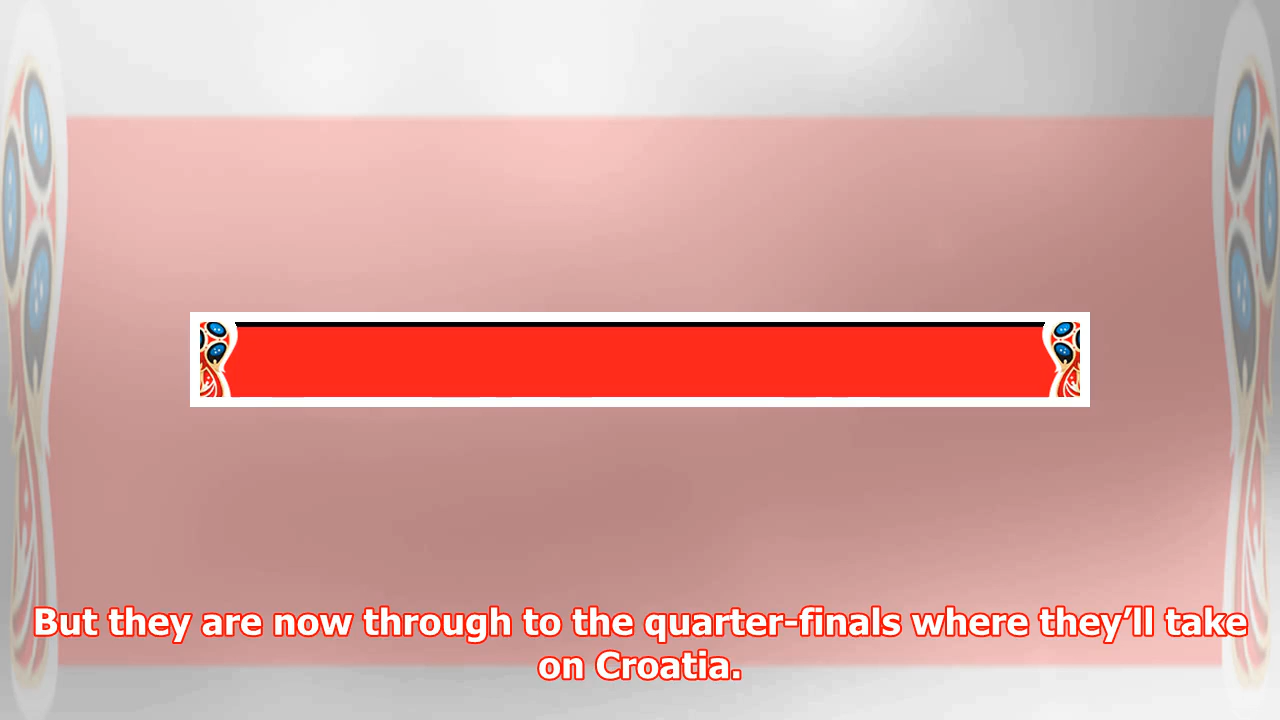 But they are now through to the quarter-finals where they’ll take
on Croatia.